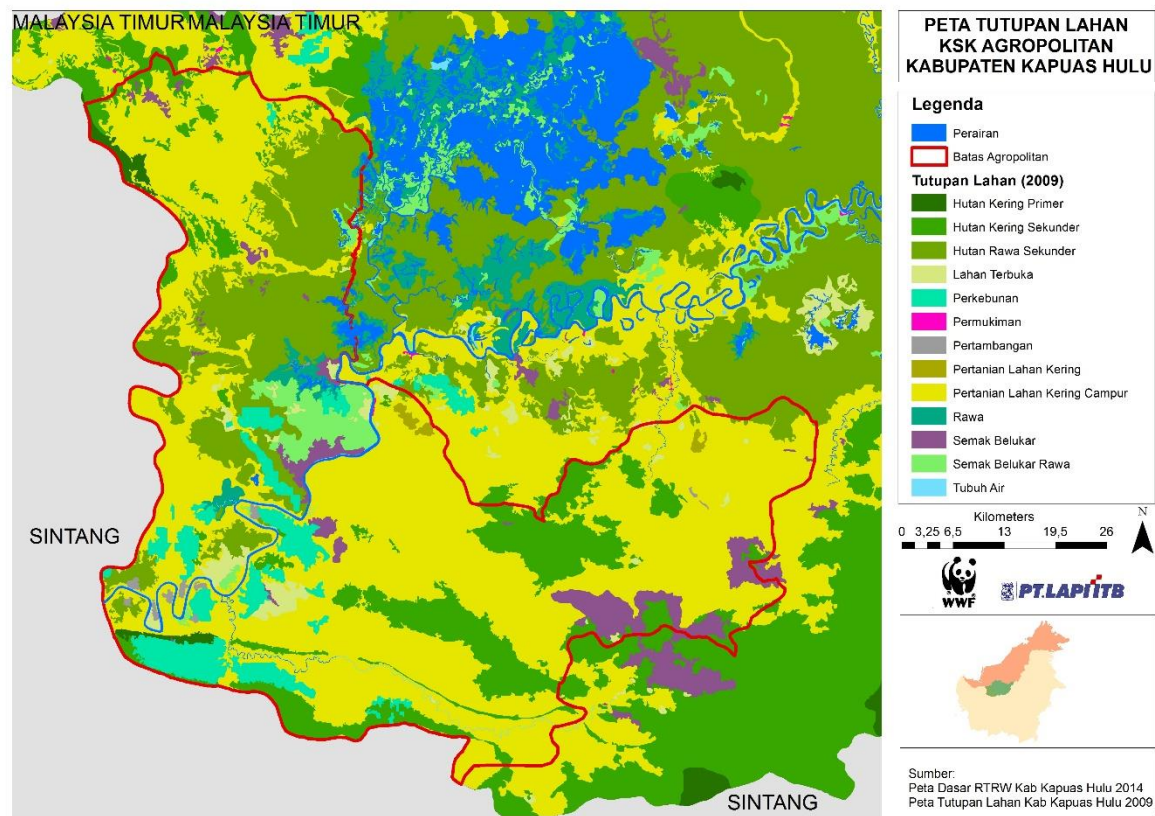 MALAYSIA TIMUR MALAYSIA TIMUR
SINTANG
SINTANG
PETA TUTUPAN LAHAN
KSK AGROPOLITAN
KABUPATEN KAPUAS HULU
Legenda
Perairan
Batas Agropolitan
Tutupan Lahan (2009)
Hutan Kering Primer
Hutan Kering Sekunder
Hutan Rawa Sekunder
Lahan Terbuka
Perkebunan
Permukiman
Pertambangan
Pertanian Lahan Kering
Pertanian Lahan Kering Campur
Rawa
Semak Belukar
Semak Belukar Rawa
Tubuh Air
Kilometers
N
0 3,25 6,5 13 19,5 26
WWF
PT.LAPI ITB
Sumber:
Peta Dasar RTRW Kab Kapuas Hulu 2014
Peta Tutupan Lahan Kab Kapuas Hulu 2009